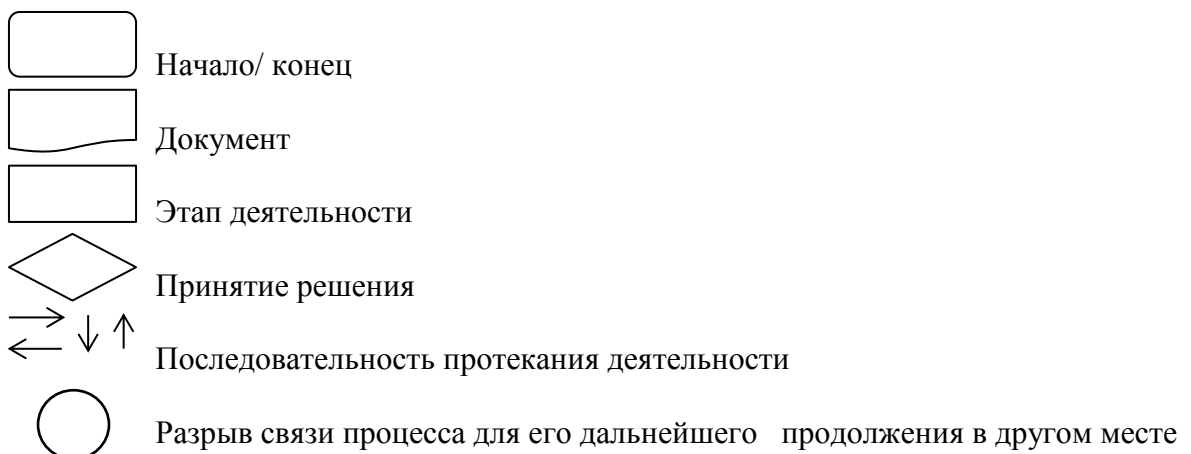 Начало/ конец
Документ
Этап деятельности
Принятие решения
Последовательность протекания деятельности
Разрыв связи процесса для его дальнейшего продолжения в другом месте